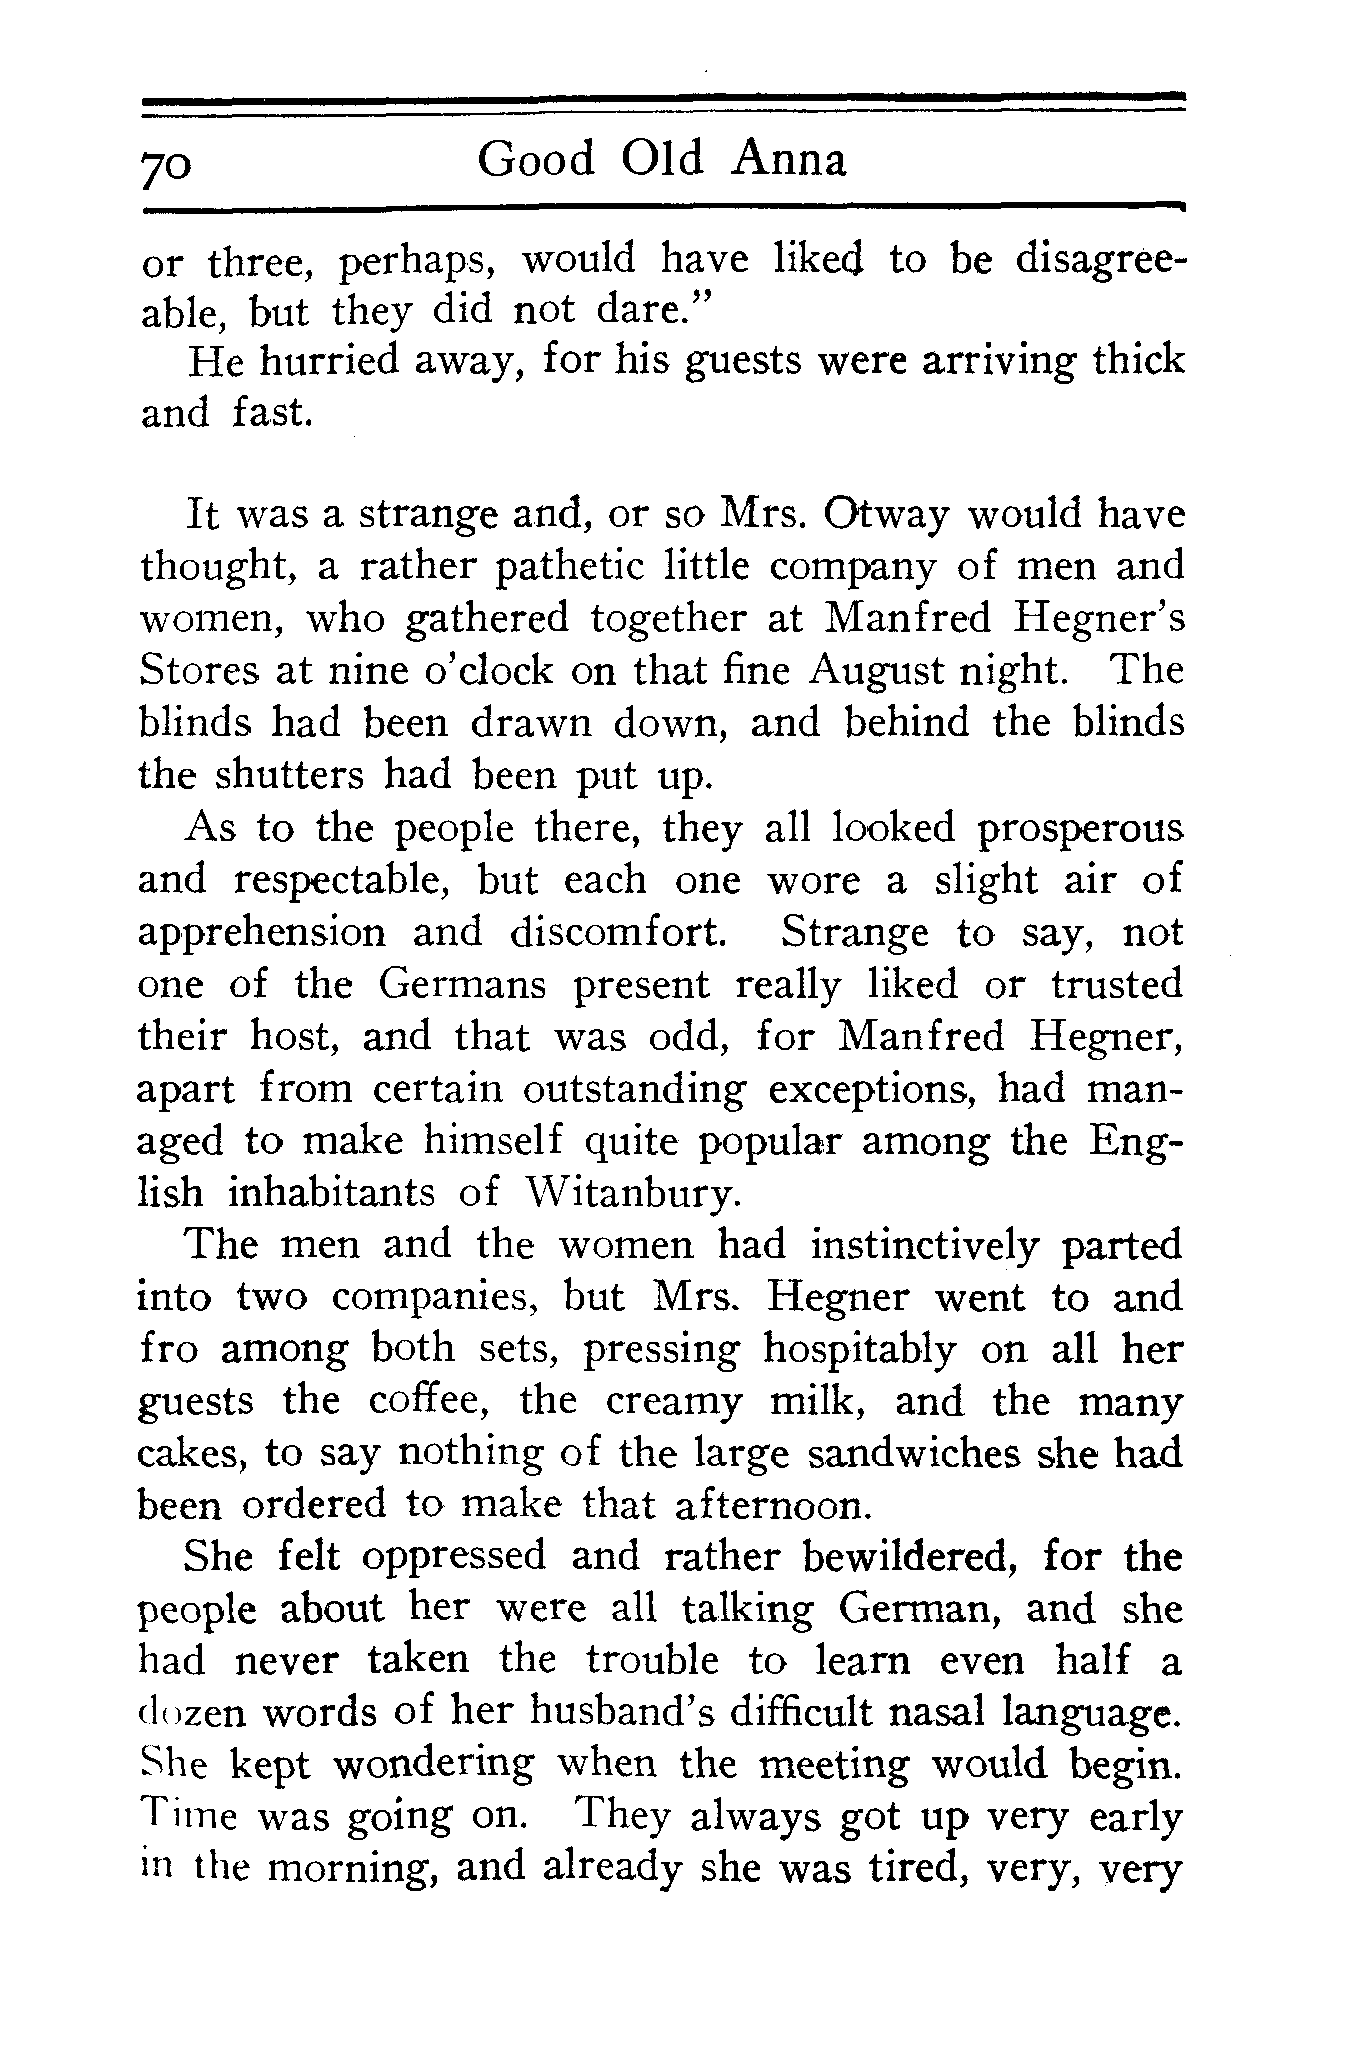 70 Good Old Anna
or three, perhaps, would have liked to be disagree-
able, but they did not dare.”
He hurried away, for his guests were arriving thick
and fast.
It was a strange and, or so Mrs. Otway would have
thought, a rather pathetic little company of men and
women, who gathered together at Manfred Hegner’s
Stores at nine o’clock on that fine August night. The
blinds had been drawn down, and behind the blinds
the shutters had been put up.
As to the people there, they all looked prosperous
and respectable, but each one wore a slight air of
apprehension and discomfort. Strange to say, not
one of the Germans present really liked or trusted
their host, and that was odd, for Manfred Hegner,
apart from certain outstanding exceptions, had man-
aged to make himself quite popular among the Eng-
lish inhabitants of Witanbury.
The men and the women had instinctively parted
into two companies, but Mrs. Hegner went to and
fro among both sets, pressing hospitably on all her
guests the coffee, the creamy milk, and the many
cakes, to say nothing of the large sandwiches she had
been ordered to make that afternoon.
She felt oppressed and rather bewildered, for the
people about her were all talking German, and she
had never taken the trouble to learn even half a
dozen words of her husband’s difficult nasal language.
She kept wondering when the meeting would begin.
Time was going on. They always got up very early
in the morning, and already she was tired, very, very